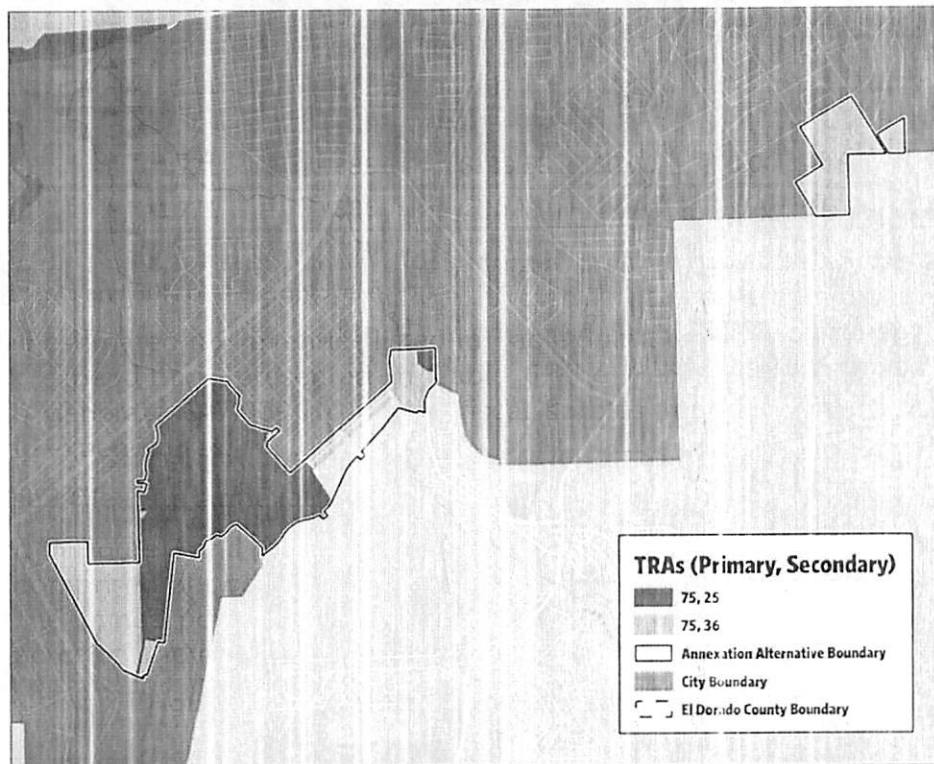 TRAs (Primary, Secondary)
75, 25
75, 36
Annexation Alternative Boundary
City Boundary
El Dorado County Boundary